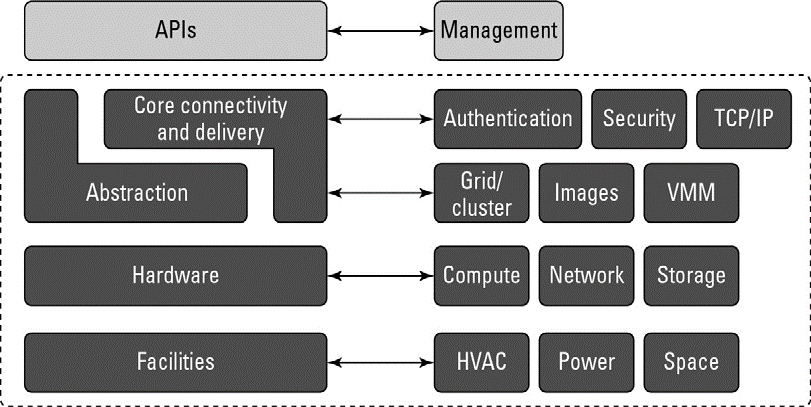 APIs
Management
Core connectivity
and delivery
Authentication
Security
TCP/IP
Abstraction
Grid/
cluster
Images
VMM
Hardware
Compute
Network
Storage
Facilities
HVAC
Power
Space